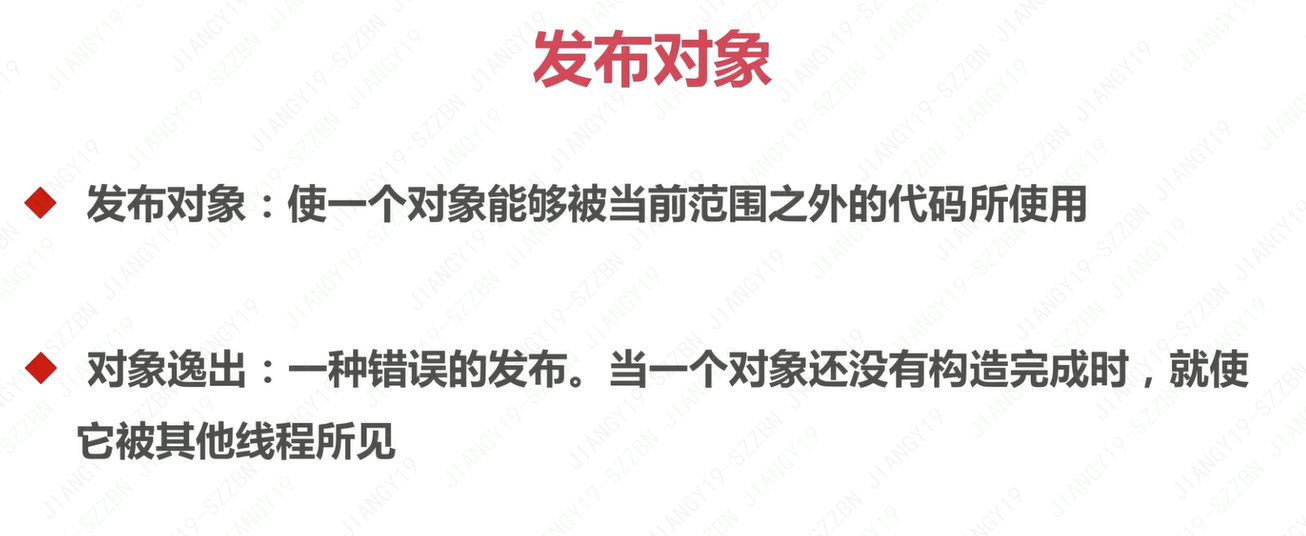 发布对象
发布对象：使一个对象能够被当前范围之外的代码所使用
对象逸出：一种错误的发布。当一个对象还没有构造完成时，就使
它被其他线程所见
JIANGY19-SZZBN